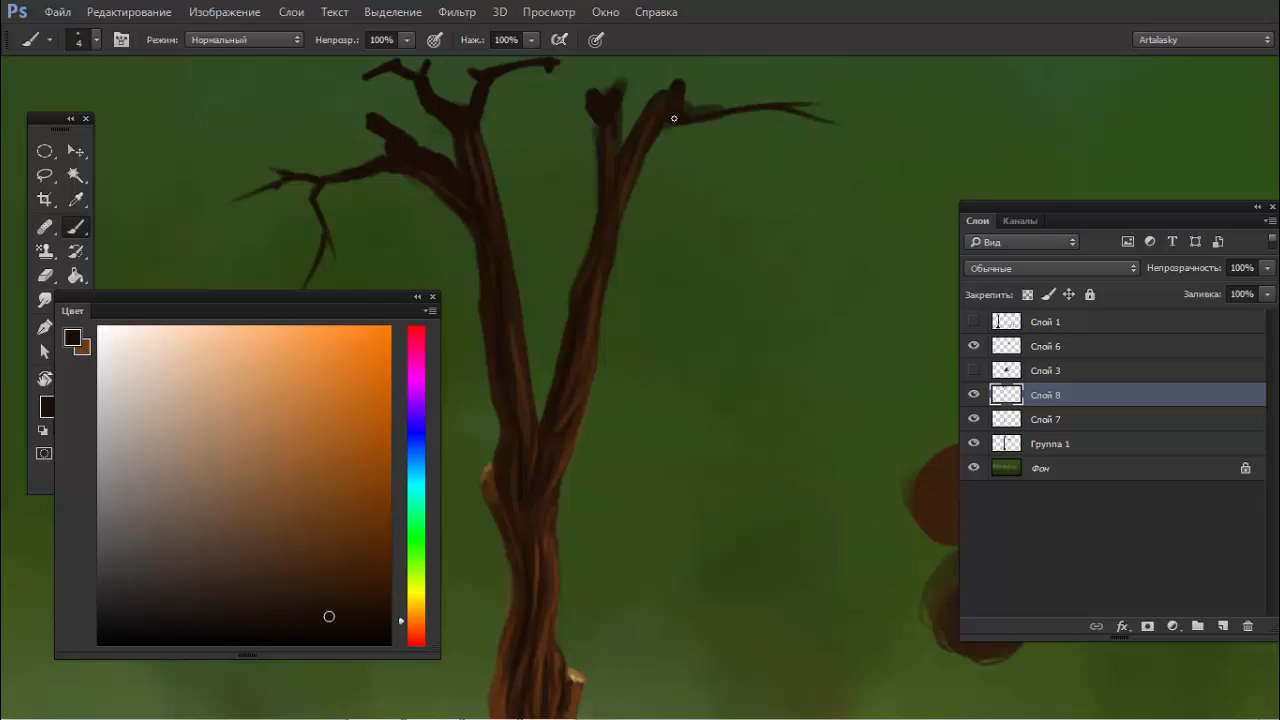 Ps Файл Редактирование Изображение Слои Текст Выделение Фильтр 3D Просмотр Окно Справка
4 Режим: Нормальный Непрозр.: 100% Наж.: 100% Artalasky
Слои Каналы
Вид
Обычные Непрозрачность: 100%
Закрепить: Заливка: 100%
Слой 1
Слой 6
Слой 3
Слой 8
Слой 7
Группа 1
Фон
fx
Цвет